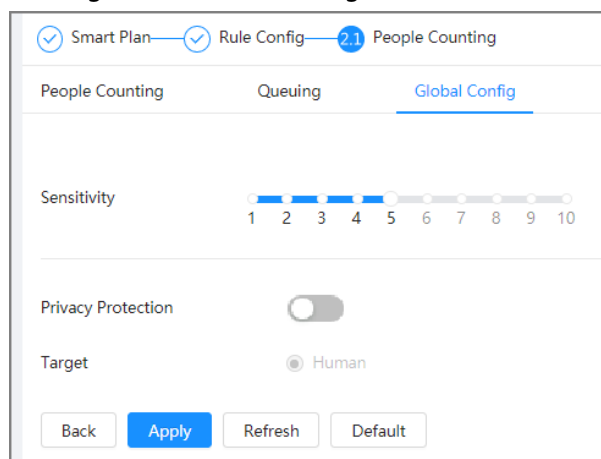 Smart Plan Rule Config 2.1 People Counting
People Counting Queuing Global Config
Sensitivity
1 2 3 4 5 6 7 8 9 10
Privacy Protection
Target Human
Back Apply Refresh Default